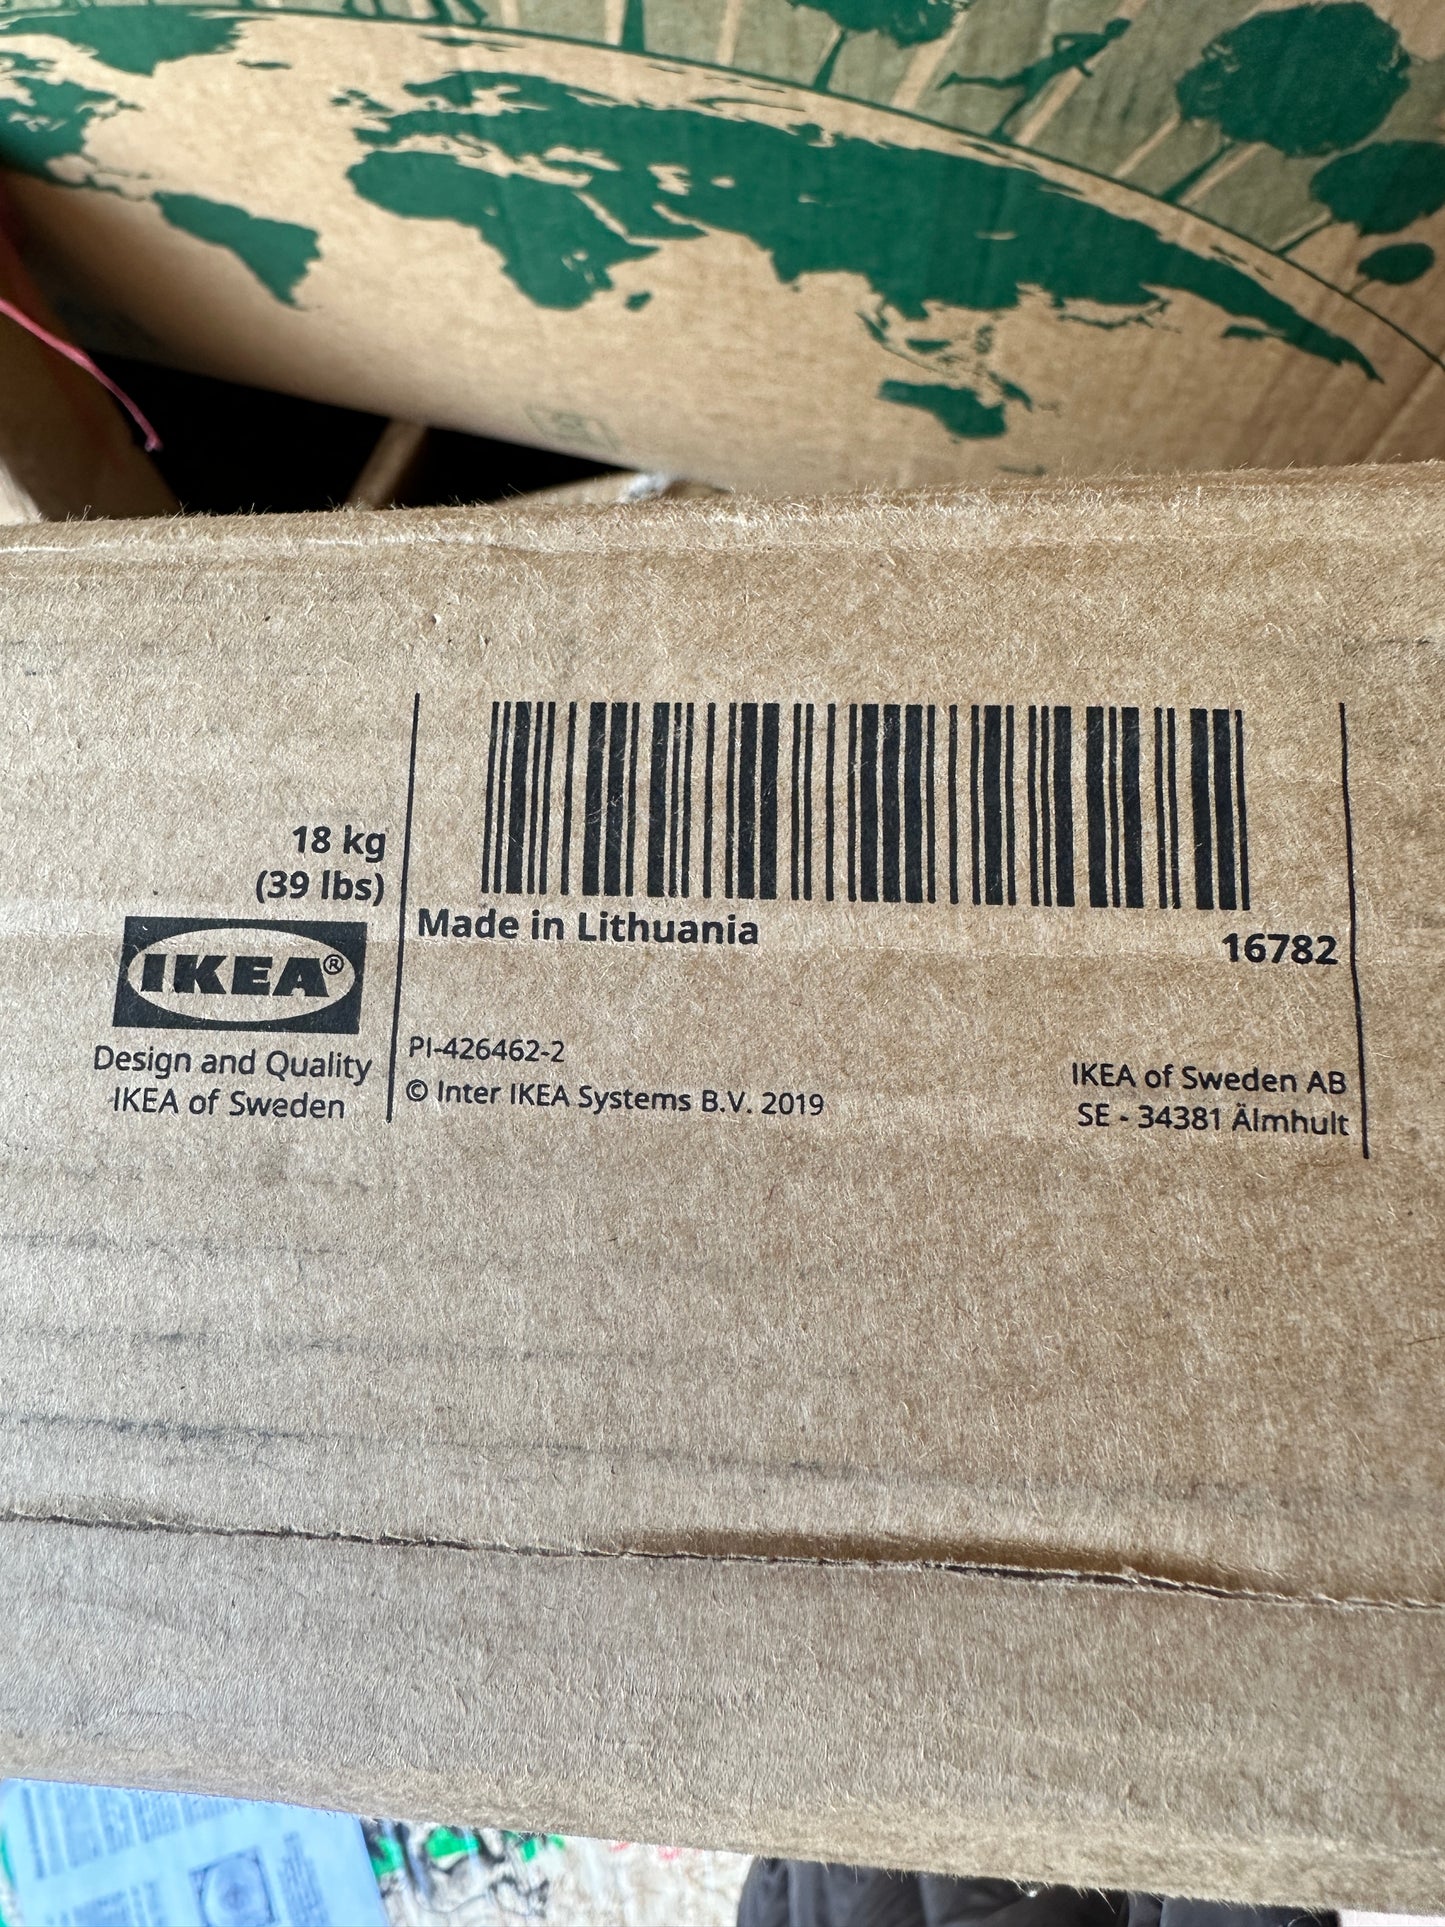 18 kg
(39 lbs)
IKEA®
Design and Quality
IKEA of Sweden
Made in Lithuania
16782
PI-426462-2
© Inter IKEA Systems B.V. 2019
IKEA of Sweden AB
SE - 34381 Älmhult